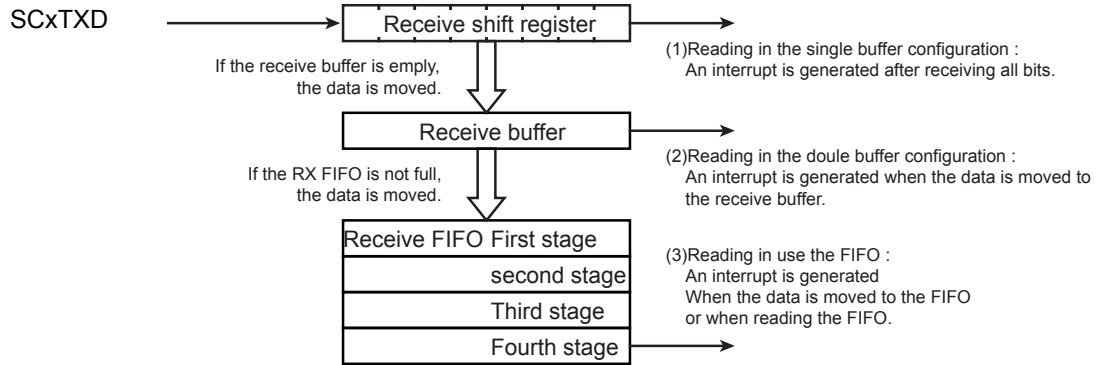 SCxTXD
Receive shift register
(1)Reading in the single buffer configuration :
An interrupt is generated after receiving all bits.
If the receive buffer is emply,
the data is moved.
Receive buffer
(2)Reading in the doule buffer configuration :
An interrupt is generated when the data is moved to
the receive buffer.
If the RX FIFO is not full,
the data is moved.
Receive FIFO First stage
second stage
Third stage
Fourth stage
(3)Reading in use the FIFO :
An interrupt is generated
When the data is moved to the FIFO
or when reading the FIFO.